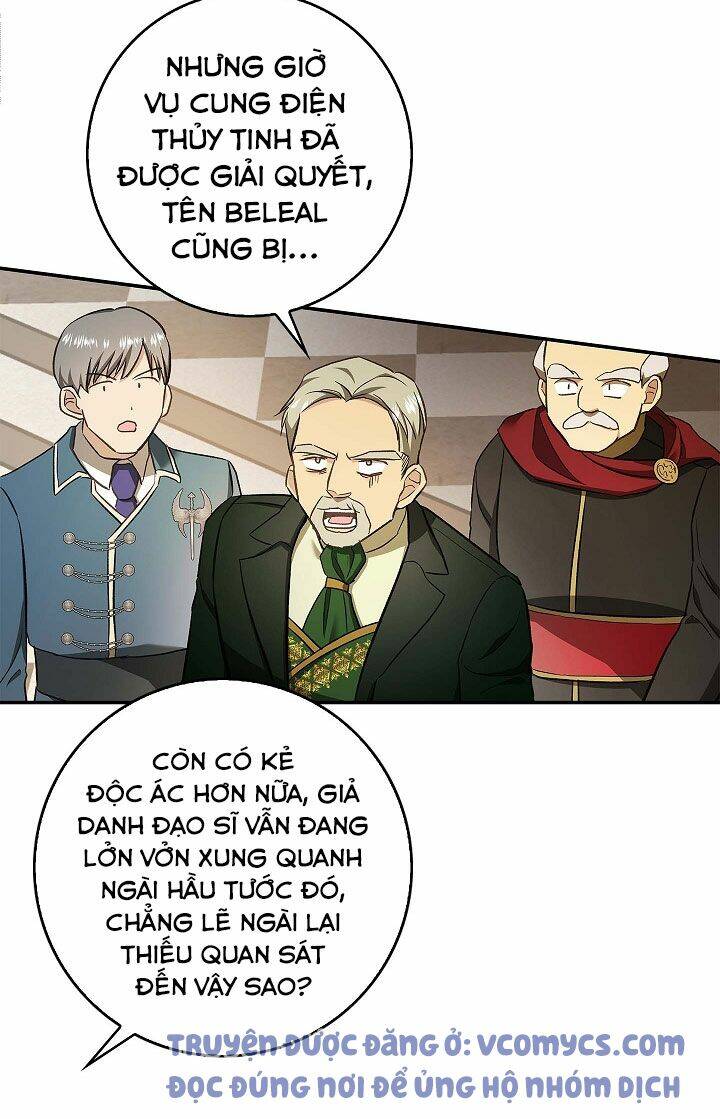 NHƯNG GIỜ
VỤ CUNG ĐIỆN
THỦY TINH ĐÃ
ĐƯỢC GIẢI QUYẾT,
TÊN BELEAL
CŨNG BỊ...
CÒN CÓ KẺ
ĐỘC ÁC HƠN NỮA, GIẢ
DANH ĐẠO SĨ VẪN ĐANG
LỞN VỞN XUNG QUANH
NGÀI HẦU TƯỚC ĐÓ,
CHẲNG LẼ NGÀI LẠI
THIẾU QUAN SÁT
ĐẾN VẬY SAO?
TRUYỆN ĐƯỢC ĐĂNG Ở: VCOMYCS.COM
ĐỌC ĐÚNG NƠI ĐỂ ỦNG HỘ NHÓM DỊCH